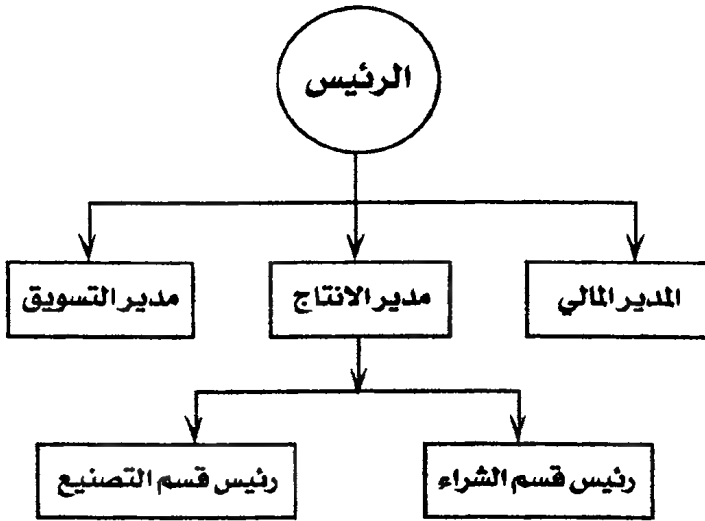 الرئيس
المدير المالي
مدير الانتاج
مدير التسويق
رئيس قسم الشراء
رئيس قسم التصنيع